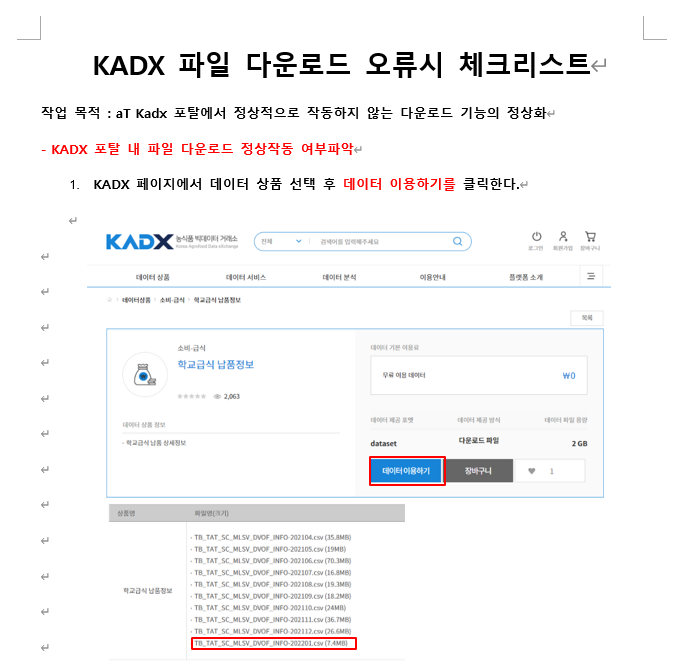 KADX 파일 다운로드 오류시 체크리스트
작업 목적 : aT Kadx 포탈에서 정상적으로 작동하지 않는 다운로드 기능의 정상화
- KADX 포탈 내 파일 다운로드 정상작동 여부파악
1. KADX 페이지에서 데이터 상품 선택 후 데이터 이용하기를 클릭한다.
KADX 농식품 빅데이터 거래소
Korea Agrofood Data eXchange
전체 검색어를 입력해주세요
로그인 회원가입 장바구니
데이터 상품 데이터 서비스 데이터 분석 이용안내 플랫폼 소개
데이터상품 소비-급식 학교급식 납품정보
목록
소비-급식
학교급식 납품정보
2,063
데이터 상품 정보
- 학교급식 납품 상세정보
데이터 기본 이용료
무료 이용 데이터 ₩0
데이터 제공 포맷 데이터 제공 방식 데이터 파일 용량
dataset 다운로드 파일 2 GB
데이터 이용하기 장바구니 1
상품명 파일명(크기)
학교급식 납품정보
- TB_TAT_SC_MLSV_DVOF_INFO-202104.csv (35.8MB)
- TB_TAT_SC_MLSV_DVOF_INFO-202105.csv (19MB)
- TB_TAT_SC_MLSV_DVOF_INFO-202106.csv (70.3MB)
- TB_TAT_SC_MLSV_DVOF_INFO-202107.csv (16.8MB)
- TB_TAT_SC_MLSV_DVOF_INFO-202108.csv (19.3MB)
- TB_TAT_SC_MLSV_DVOF_INFO-202109.csv (18.2MB)
- TB_TAT_SC_MLSV_DVOF_INFO-202110.csv (24MB)
- TB_TAT_SC_MLSV_DVOF_INFO-202111.csv (36.7MB)
- TB_TAT_SC_MLSV_DVOF_INFO-202112.csv (26.6MB)
TB_TAT_SC_MLSV_DVOF_INFO-202201.csv (7.4MB)